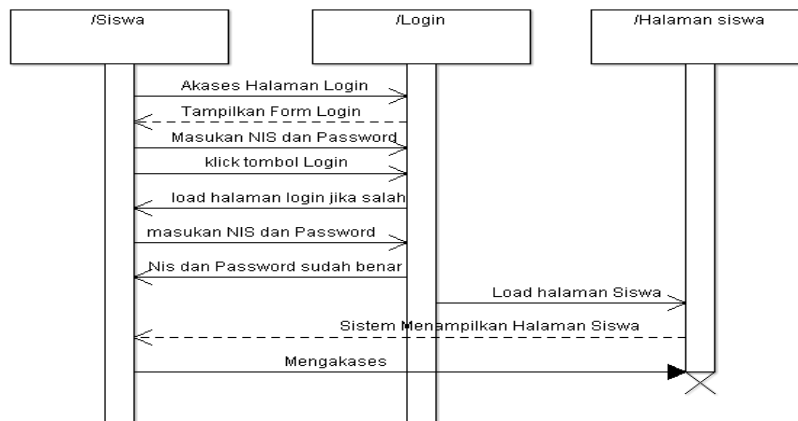 /Siswa
/Login
/Halaman siswa
Akases Halaman Login
Tampilkan Form Login
Masukan NIS dan Password
klick tombol Login
load halaman login jika salah
masukan NIS dan Password
Nis dan Password sudah benar
Load halaman Siswa
Sistem Menampilkan Halaman Siswa
Mengakases